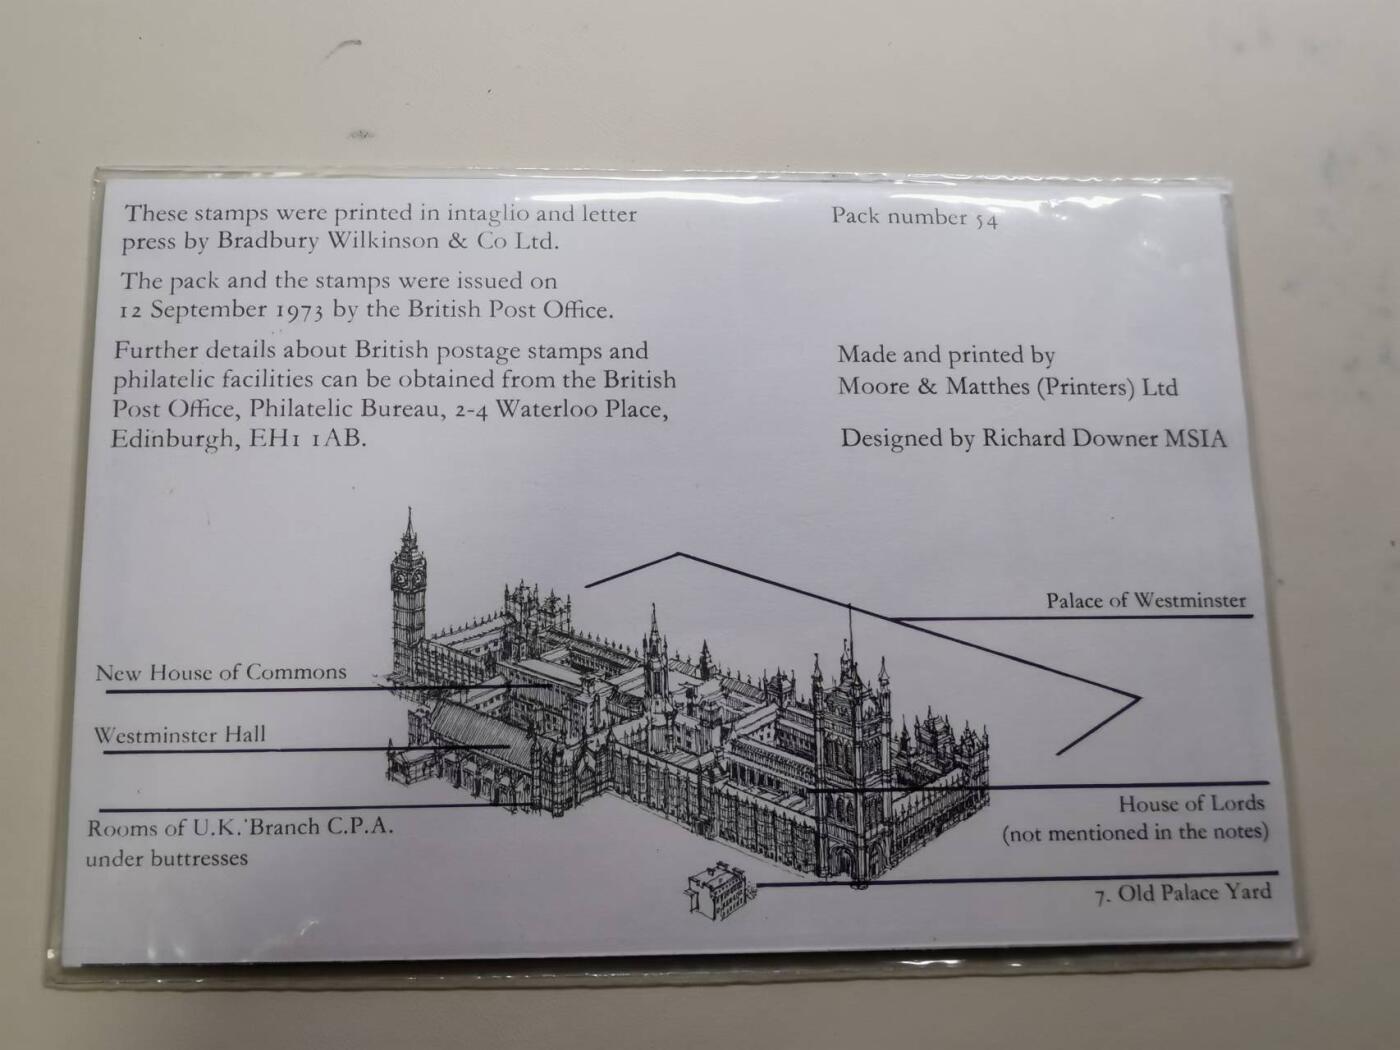 These stamps were printed in intaglio and letter
press by Bradbury Wilkinson & Co Ltd.
The pack and the stamps were issued on
12 September 1973 by the British Post Office.
Further details about British postage stamps and
philatelic facilities can be obtained from the British
Post Office, Philatelic Bureau, 2-4 Waterloo Place,
Edinburgh, EH1 1AB.
Pack number 54
Made and printed by
Moore & Matthes (Printers) Ltd
Designed by Richard Downer MSIA
Palace of Westminster
New House of Commons
Westminster Hall
Rooms of U.K. Branch C.P.A.
under buttresses
House of Lords
(not mentioned in the notes)
7. Old Palace Yard